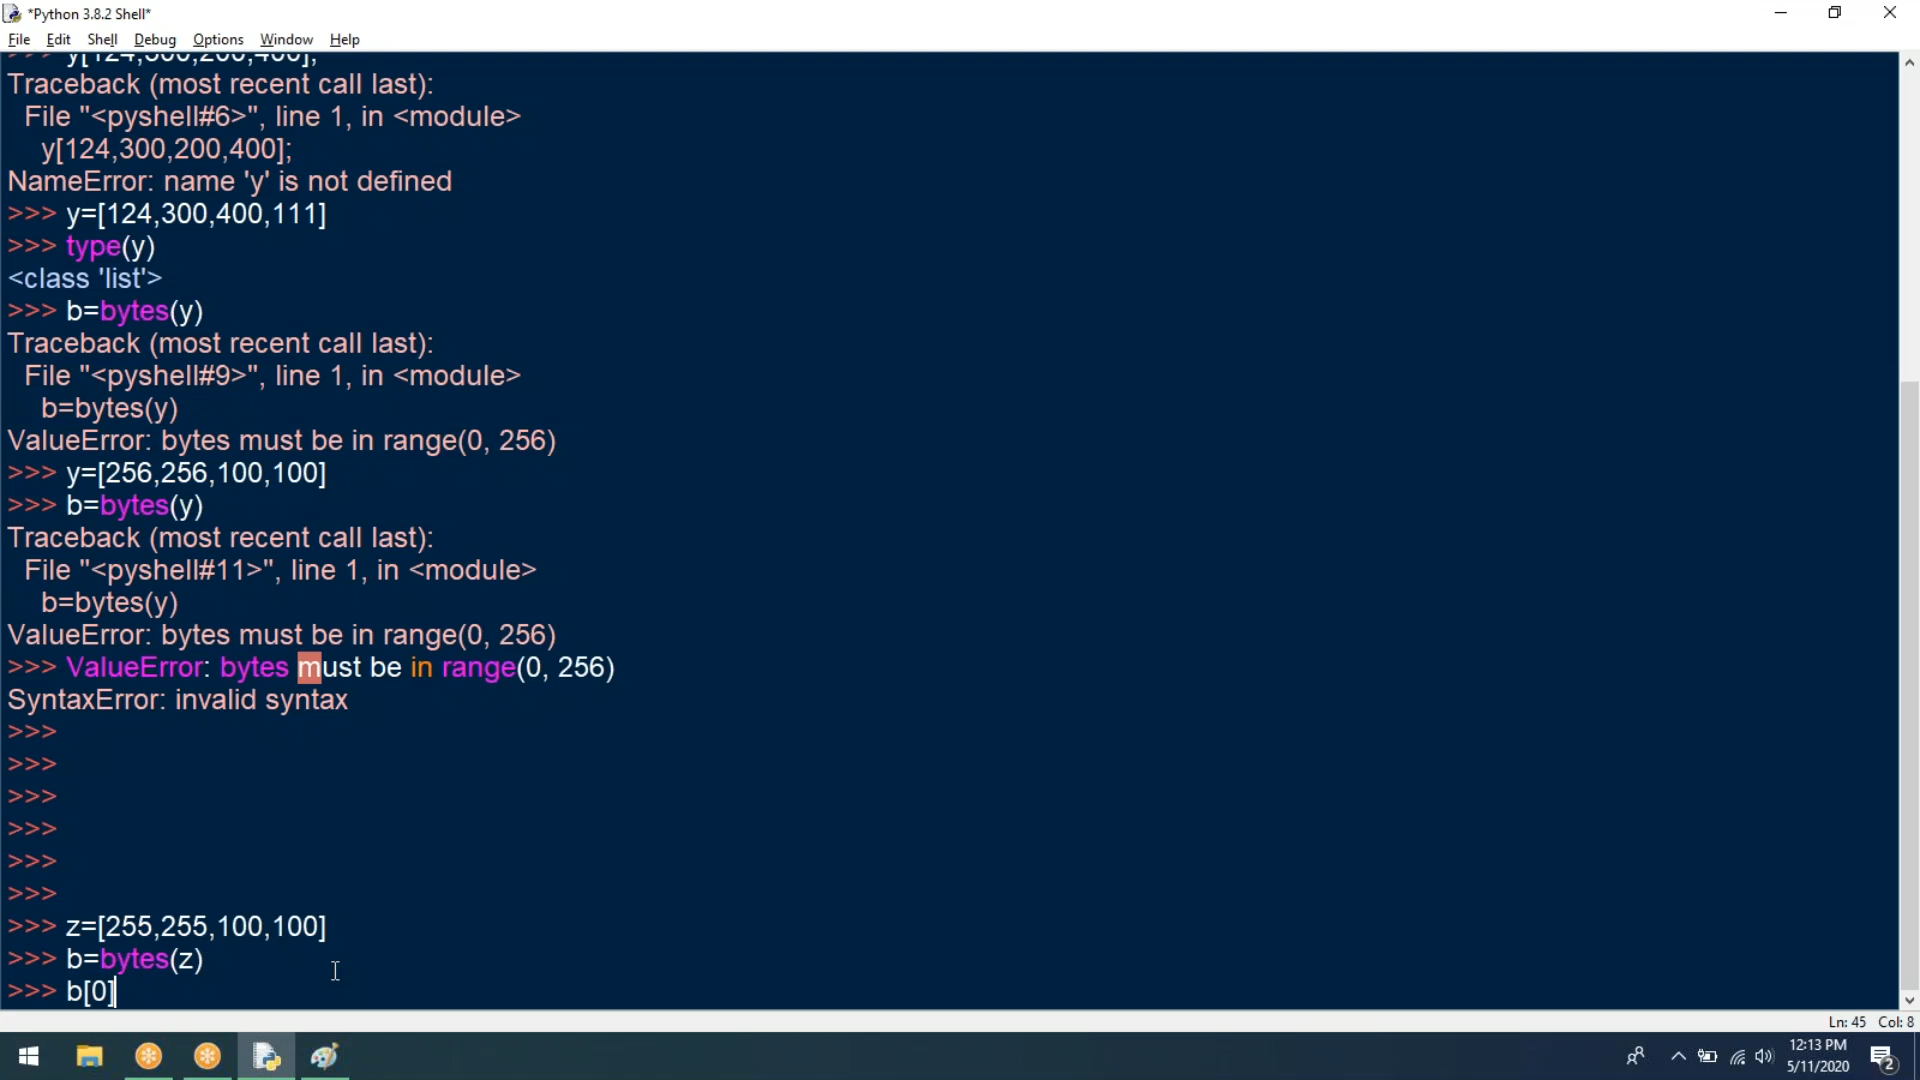 *Python 3.8.2 Shell*
File Edit Shell Debug Options Window Help
>>> y[124,300,200,400];
Traceback (most recent call last):
File "<pyshell#6>", line 1, in <module>
y[124,300,200,400];
NameError: name 'y' is not defined
>>> y=[124,300,400,111]
>>> type(y)
<class 'list'>
>>> b=bytes(y)
Traceback (most recent call last):
File "<pyshell#9>", line 1, in <module>
b=bytes(y)
ValueError: bytes must be in range(0, 256)
>>> y=[256,256,100,100]
>>> b=bytes(y)
Traceback (most recent call last):
File "<pyshell#11>", line 1, in <module>
b=bytes(y)
ValueError: bytes must be in range(0, 256)
>>> ValueError: bytes must be in range(0, 256)
SyntaxError: invalid syntax
>>>
>>>
>>>
>>>
>>>
>>>
>>> z=[255,255,100,100]
>>> b=bytes(z)
>>> b[0]
Ln: 45 Col: 8
12:13 PM
5/11/2020
2